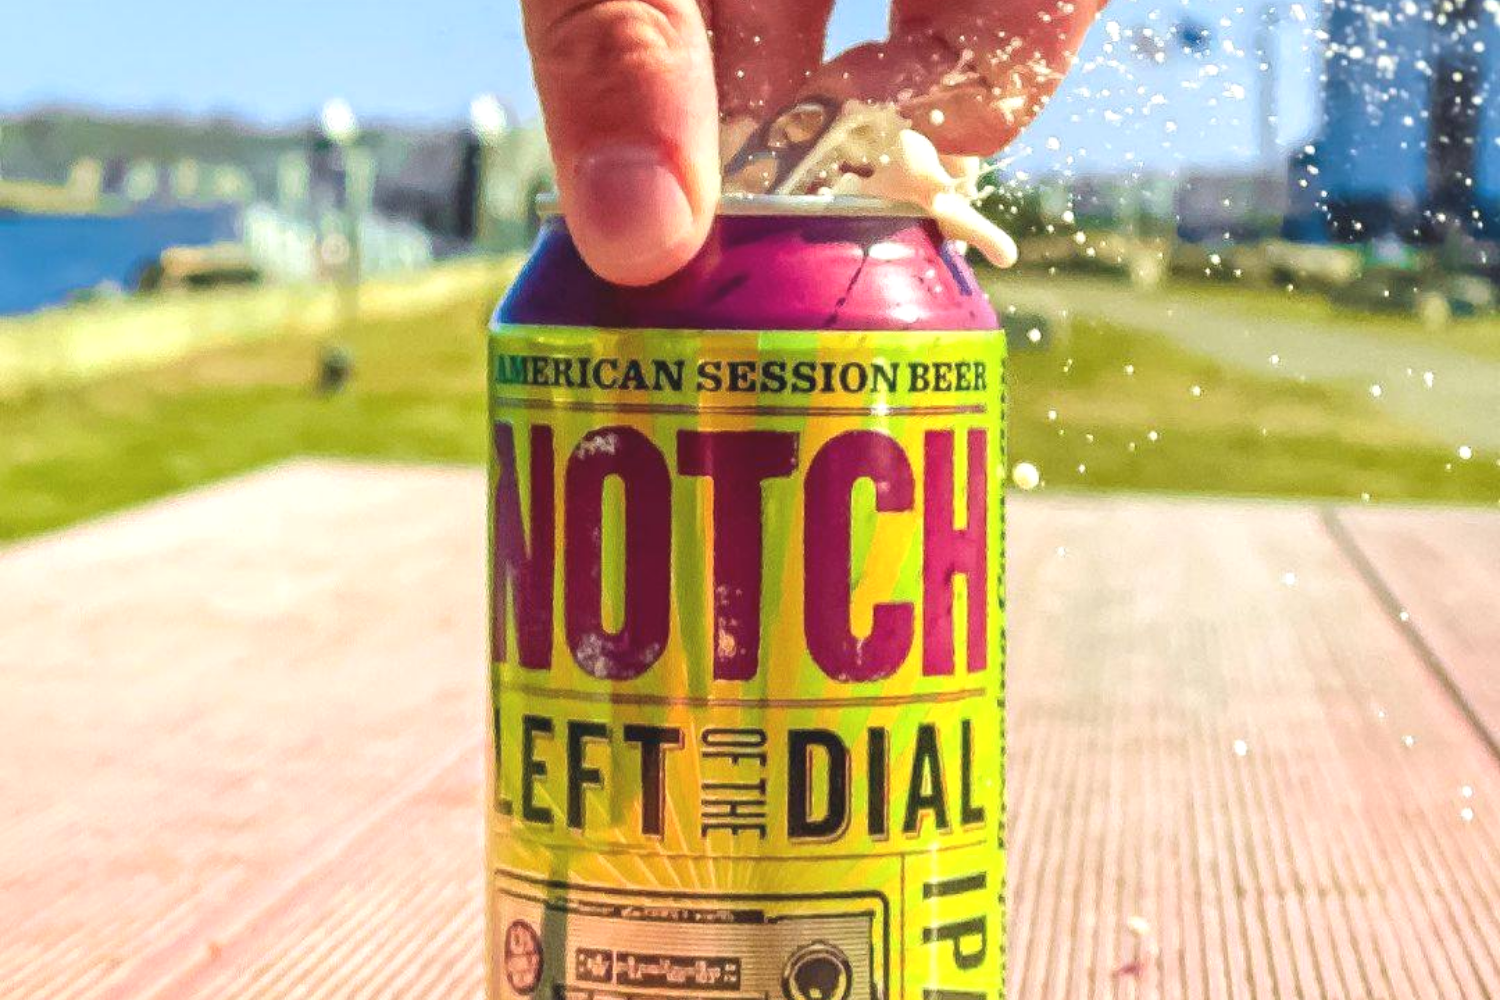 AMERICAN SESSION BEER
NOTCH
LEFT OF THE DIAL
IPA